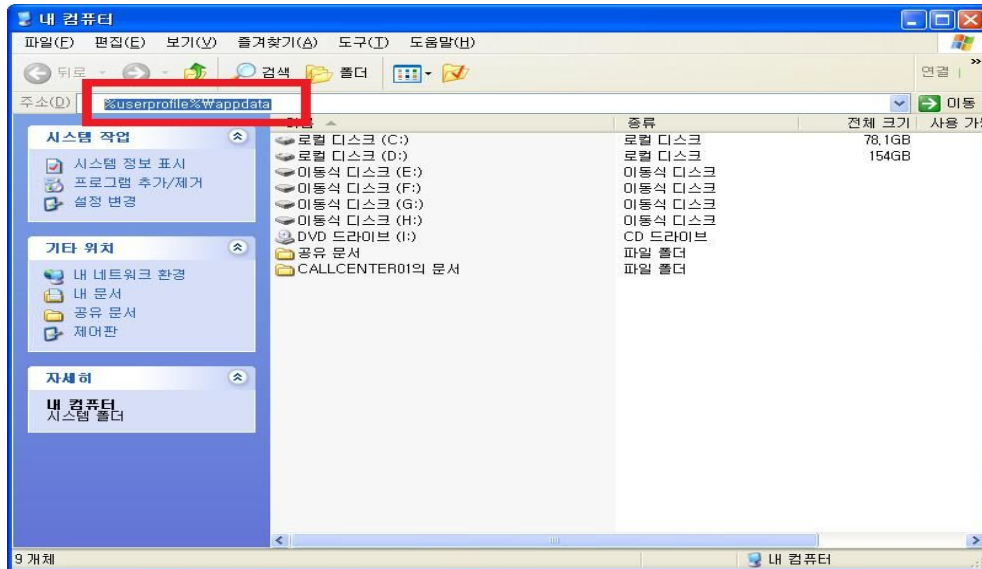 내 컴퓨터
파일(F) 편집(E) 보기(V) 즐겨찾기(A) 도구(T) 도움말(H)
뒤로 검색 폴더 연결 »
주소(D) %userprofile%₩appdata 이동
이름 종류 전체 크기 사용 가
시스템 작업
시스템 정보 표시
프로그램 추가/제거
설정 변경
기타 위치
내 네트워크 환경
내 문서
공유 문서
제어판
자세히
내 컴퓨터
시스템 폴더
로컬 디스크 (C:) 로컬 디스크 78,1GB
로컬 디스크 (D:) 로컬 디스크 154GB
이동식 디스크 (E:) 이동식 디스크
이동식 디스크 (F:) 이동식 디스크
이동식 디스크 (G:) 이동식 디스크
이동식 디스크 (H:) 이동식 디스크
DVD 드라이브 (I:) CD 드라이브
공유 문서 파일 폴더
CALLCENTER01의 문서 파일 폴더
9 개체 내 컴퓨터